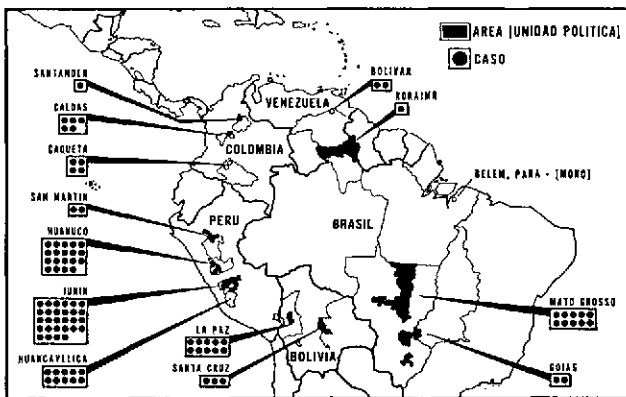 AREA [UNIDAD POLITICA]
CASO
SANTANDER
BOLIVAR
RORAIMA
CALDAS
VENEZUELA
COLOMBIA
CAQUETA
BELEM, PARA - [MONO]
SAN MARTIN
PERU
BRASIL
HUANUCO
JUNIN
MATO GROSSO
LA PAZ
HUANCAVELICA
SANTA CRUZ
BOLIVIA
GOIAS